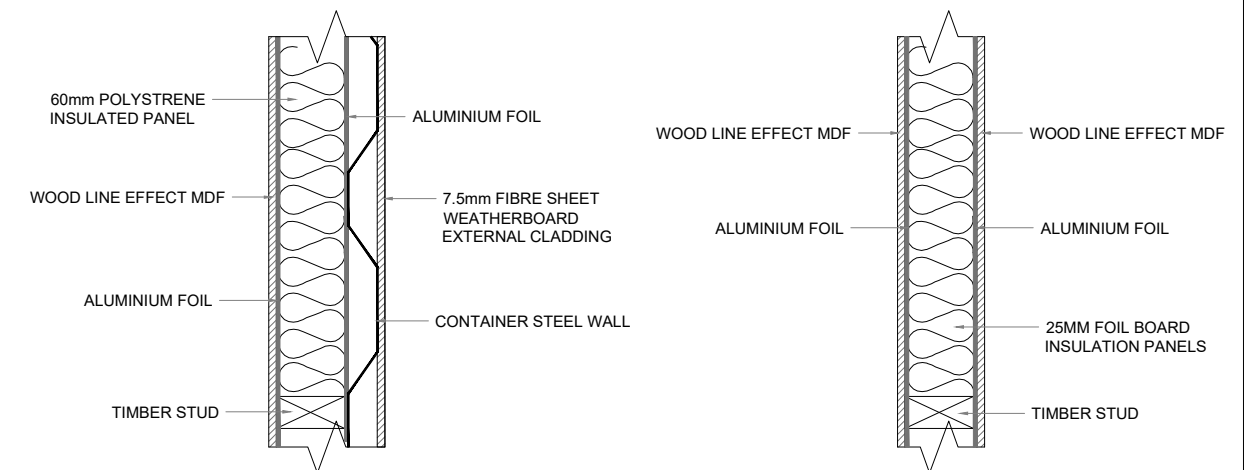 60mm POLYSTRENE
INSULATED PANEL
WOOD LINE EFFECT MDF
ALUMINIUM FOIL
TIMBER STUD
ALUMINIUM FOIL
7.5mm FIBRE SHEET
WEATHERBOARD
EXTERNAL CLADDING
CONTAINER STEEL WALL
WOOD LINE EFFECT MDF
ALUMINIUM FOIL
WOOD LINE EFFECT MDF
ALUMINIUM FOIL
25MM FOIL BOARD
INSULATION PANELS
TIMBER STUD